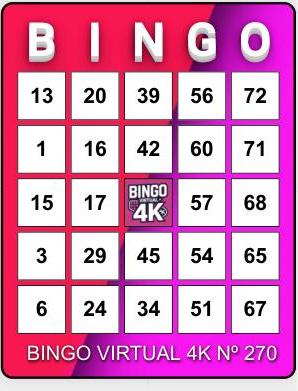 B I N G O
13 20 39 56 72
1 16 42 60 71
15 17 BINGO VIRTUAL 4K 57 68
3 29 45 54 65
6 24 34 51 67
BINGO VIRTUAL 4K Nº 270